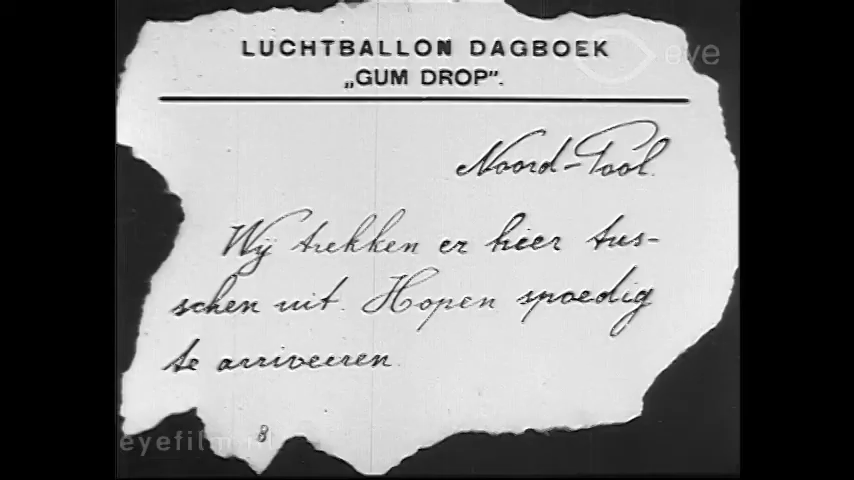 LUCHTBALLON DAGBOEK
„GUM DROP".
eye
Noord-Pool.
Wij trekken er hier tus-
schen uit. Hopen spoedig
te arriveeren.
8
eyefilm.nl